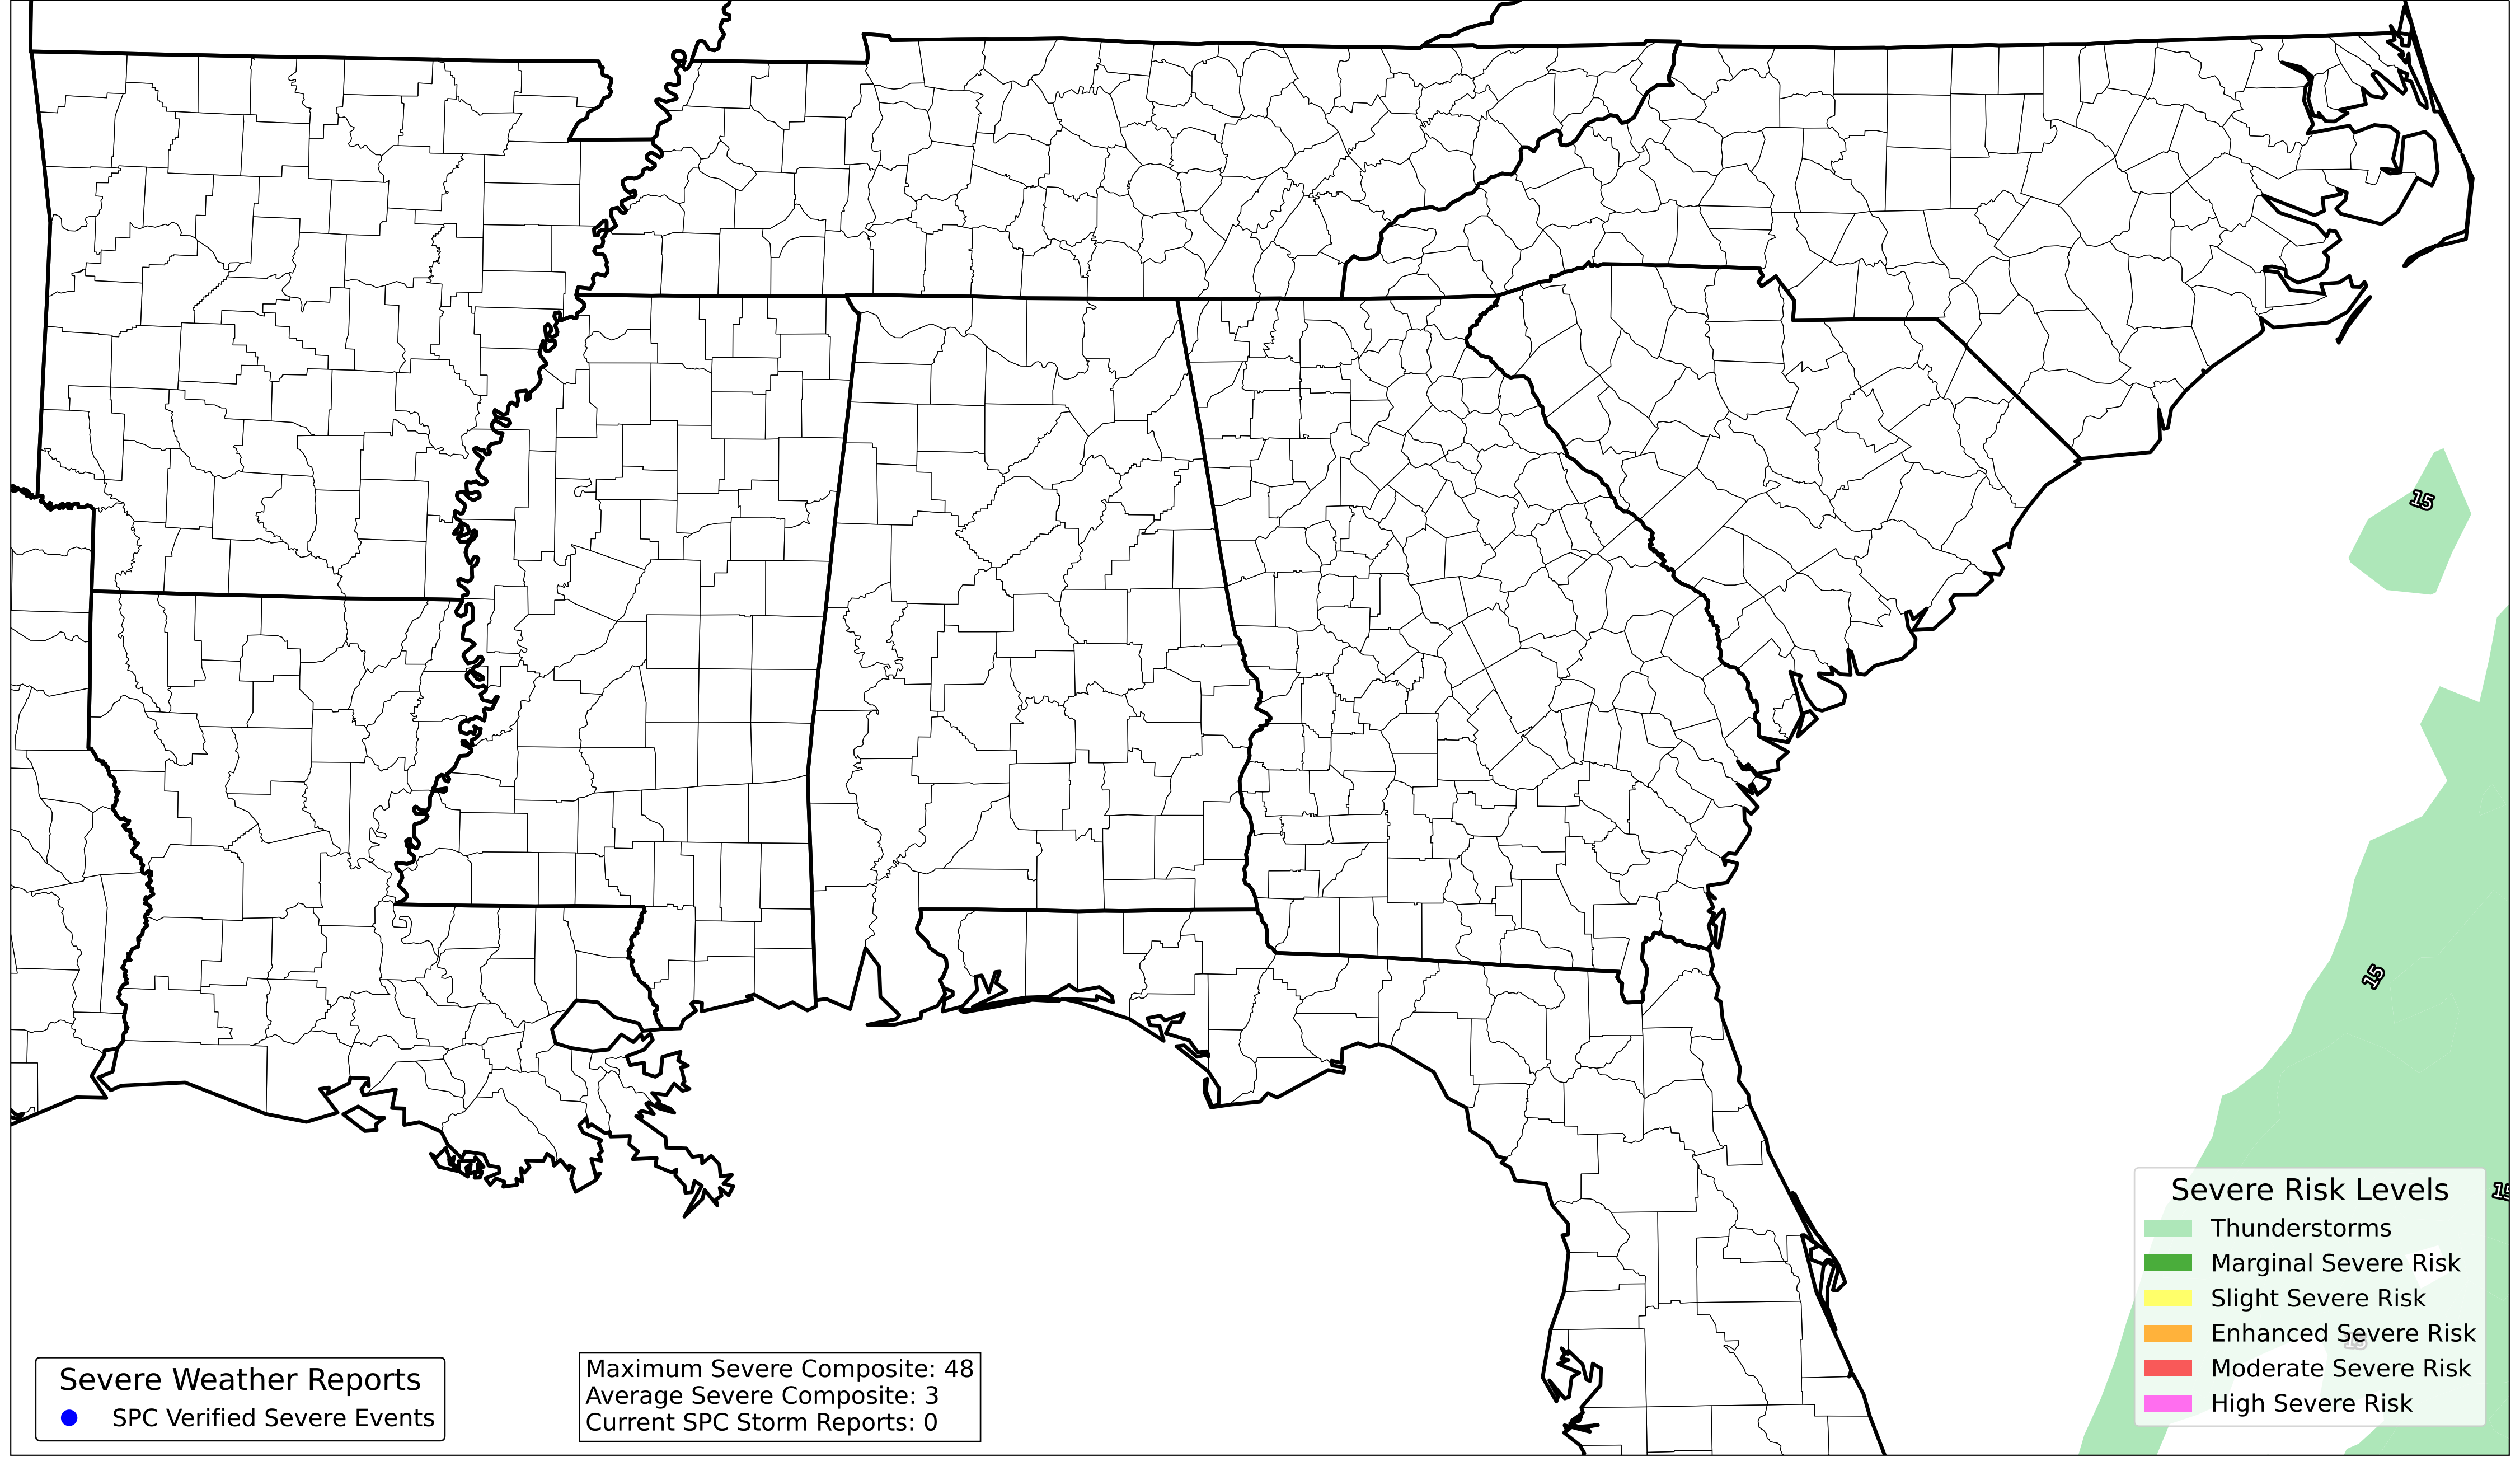 15
15
15
Severe Risk Levels
Thunderstorms
Marginal Severe Risk
Slight Severe Risk
Enhanced Severe Risk
15
Moderate Severe Risk
High Severe Risk
Severe Weather Reports
SPC Verified Severe Events
Maximum Severe Composite: 48
Average Severe Composite: 3
Current SPC Storm Reports: 0